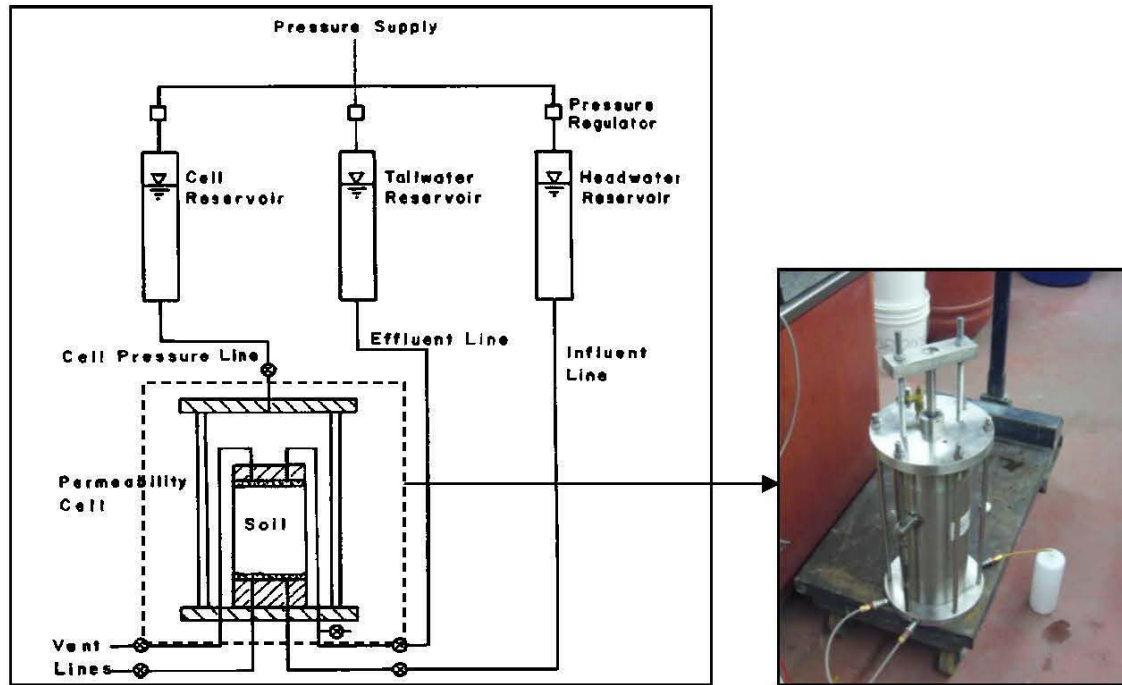 Pressure Supply
Pressure
Regulator
Cell
Reservoir
Tailwater
Reservoir
Headwater
Reservoir
Effluent Line
Cell Pressure Line
Influent
Line
Permeability
Cell
Soil
Vent
Lines